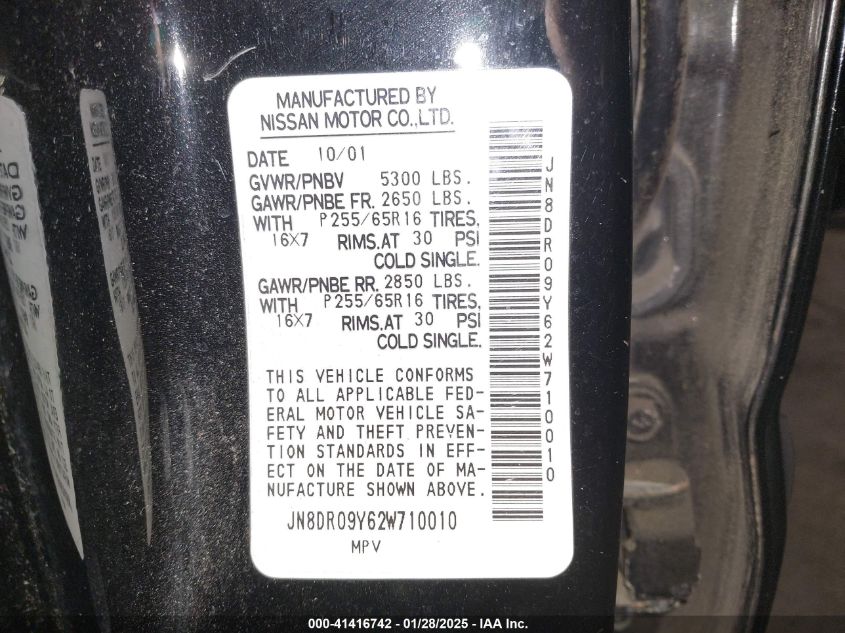 MANUFACTURED BY
NISSAN MOTOR CO.,LTD.
DATE 10/01
GVWR/PNBV 5300 LBS.
GAWR/PNBE FR. 2650 LBS.
WITH P255/65R16 TIRES,
16X7 RIMS.AT 30 PSI
COLD SINGLE.
GAWR/PNBE RR. 2850 LBS.
WITH P255/65R16 TIRES,
16X7 RIMS.AT 30 PSI
COLD SINGLE.
THIS VEHICLE CONFORMS
TO ALL APPLICABLE FED-
ERAL MOTOR VEHICLE SA-
FETY AND THEFT PREVEN-
TION STANDARDS IN EFF-
ECT ON THE DATE OF MA-
NUFACTURE SHOWN ABOVE.
JN8DR09Y62W710010
MPV
JN8DR09Y62W710010
000-41416742 - 01/28/2025 - IAA Inc.